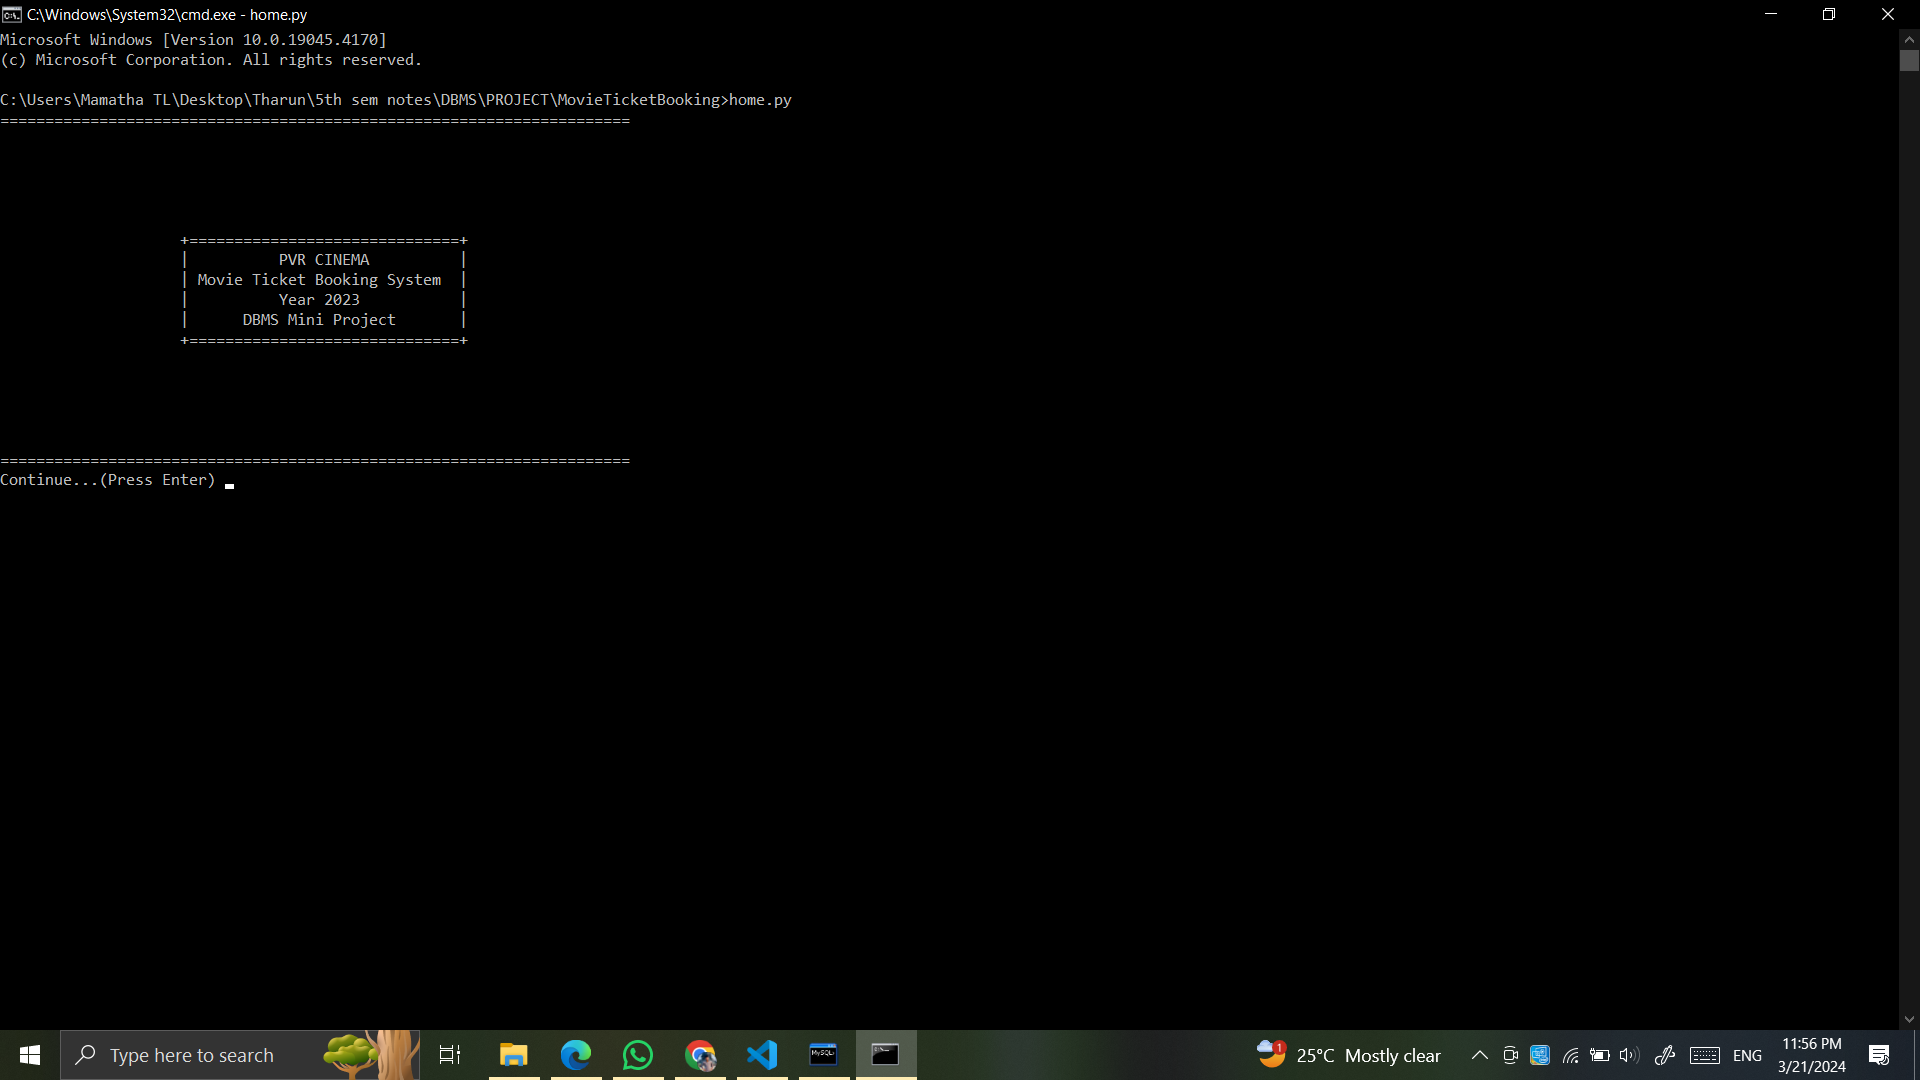 C:\Windows\System32\cmd.exe - home.py
Microsoft Windows [Version 10.0.19045.4170]
(c) Microsoft Corporation. All rights reserved.
C:\Users\Mamatha TL\Desktop\Tharun\5th sem notes\DBMS\PROJECT\MovieTicketBooking>home.py
======================================================================
+==============================+
| PVR CINEMA |
| Movie Ticket Booking System |
| Year 2023 |
| DBMS Mini Project |
+==============================+
======================================================================
Continue...(Press Enter)
Type here to search
MySQL
1
25°C Mostly clear
ENG
11:56 PM
3/21/2024